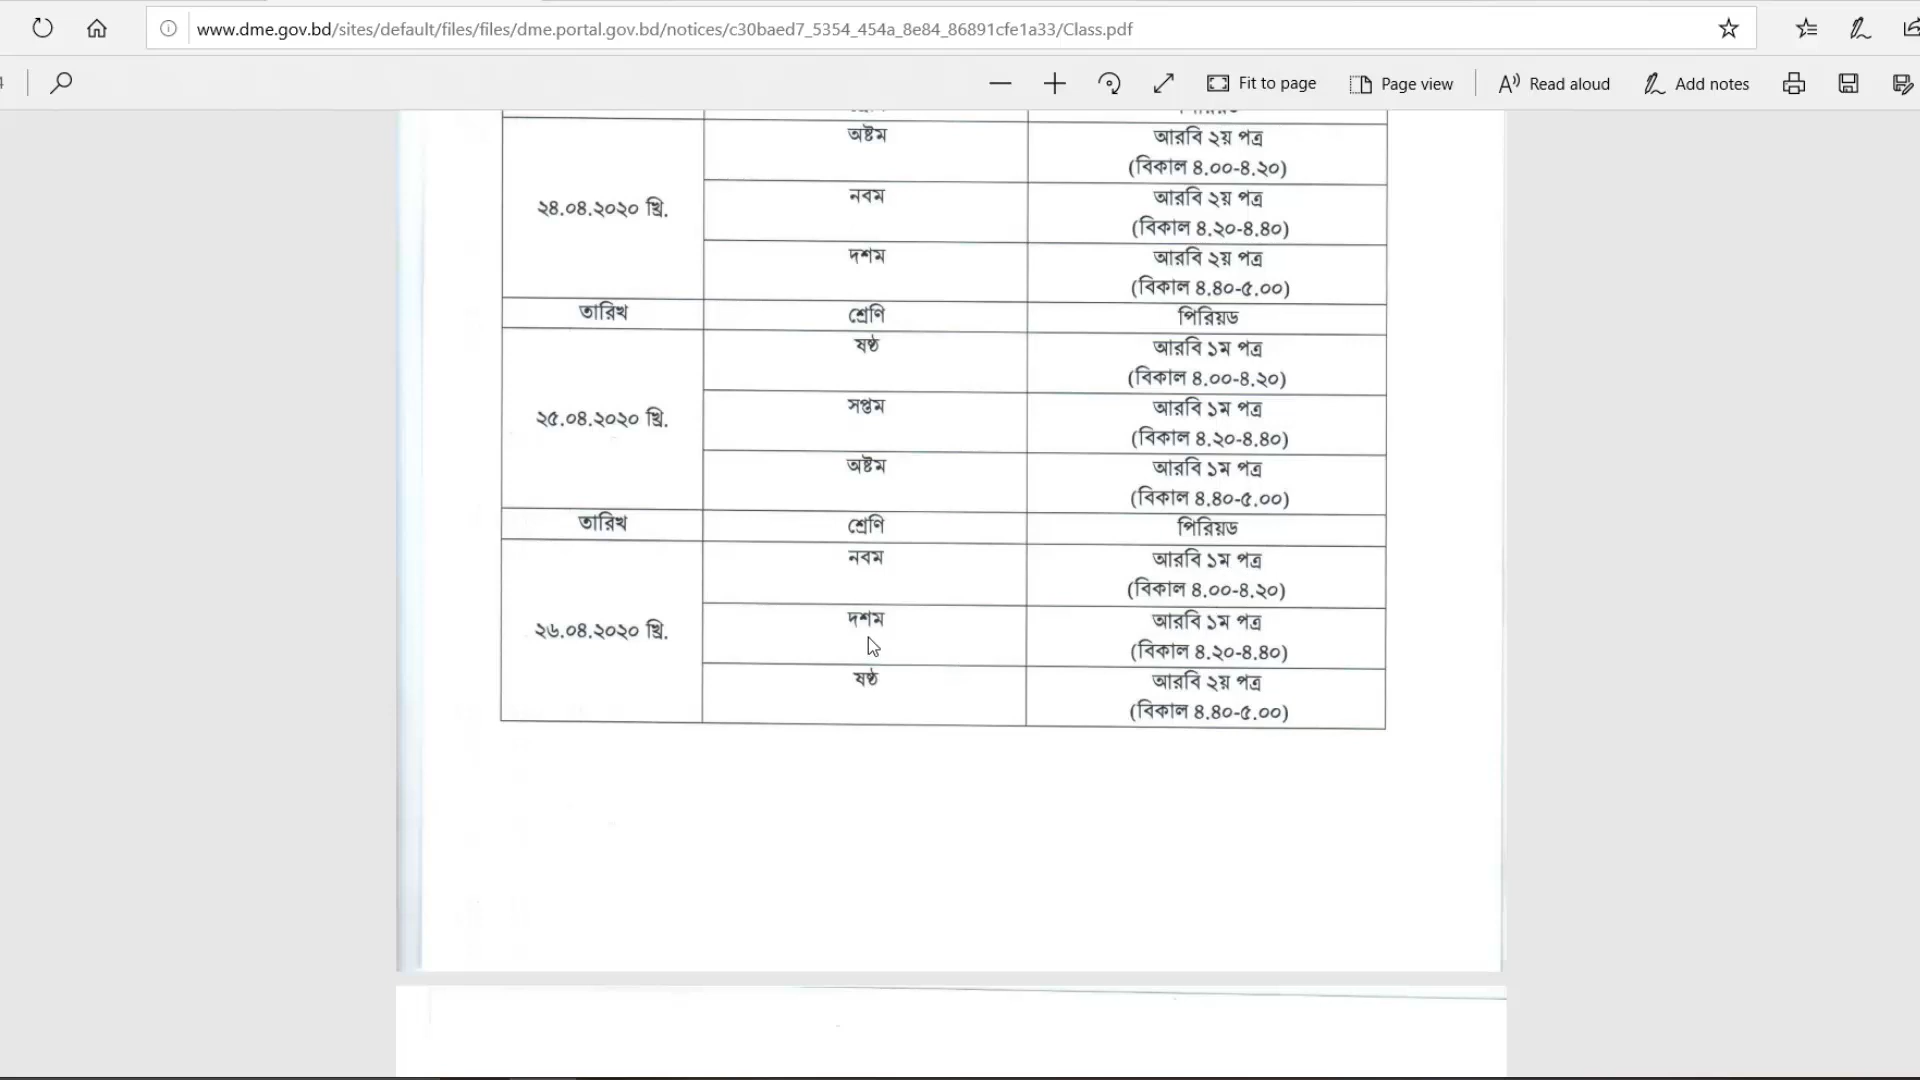 www.dme.gov.bd/sites/default/files/files/dme.portal.gov.bd/notices/c30baed7_5354_454a_8e84_86891cfe1a33/Class.pdf
Fit to page Page view Read aloud Add notes
অষ্টম আরবি ২য় পত্র
(বিকাল ৪.০০-৪.২০)
২৪.০৪.২০২০ খ্রি. নবম আরবি ২য় পত্র
(বিকাল ৪.২০-৪.৪০)
দশম আরবি ২য় পত্র
(বিকাল ৪.৪০-৫.০০)
তারিখ শ্রেণি পিরিয়ড
ষষ্ঠ আরবি ১ম পত্র
(বিকাল ৪.০০-৪.২০)
২৫.০৪.২০২০ খ্রি. সপ্তম আরবি ১ম পত্র
(বিকাল ৪.২০-৪.৪০)
অষ্টম আরবি ১ম পত্র
(বিকাল ৪.৪০-৫.০০)
তারিখ শ্রেণি পিরিয়ড
নবম আরবি ১ম পত্র
(বিকাল ৪.০০-৪.২০)
২৬.০৪.২০২০ খ্রি. দশম আরবি ১ম পত্র
(বিকাল ৪.২০-৪.৪০)
ষষ্ঠ আরবি ২য় পত্র
(বিকাল ৪.৪০-৫.০০)